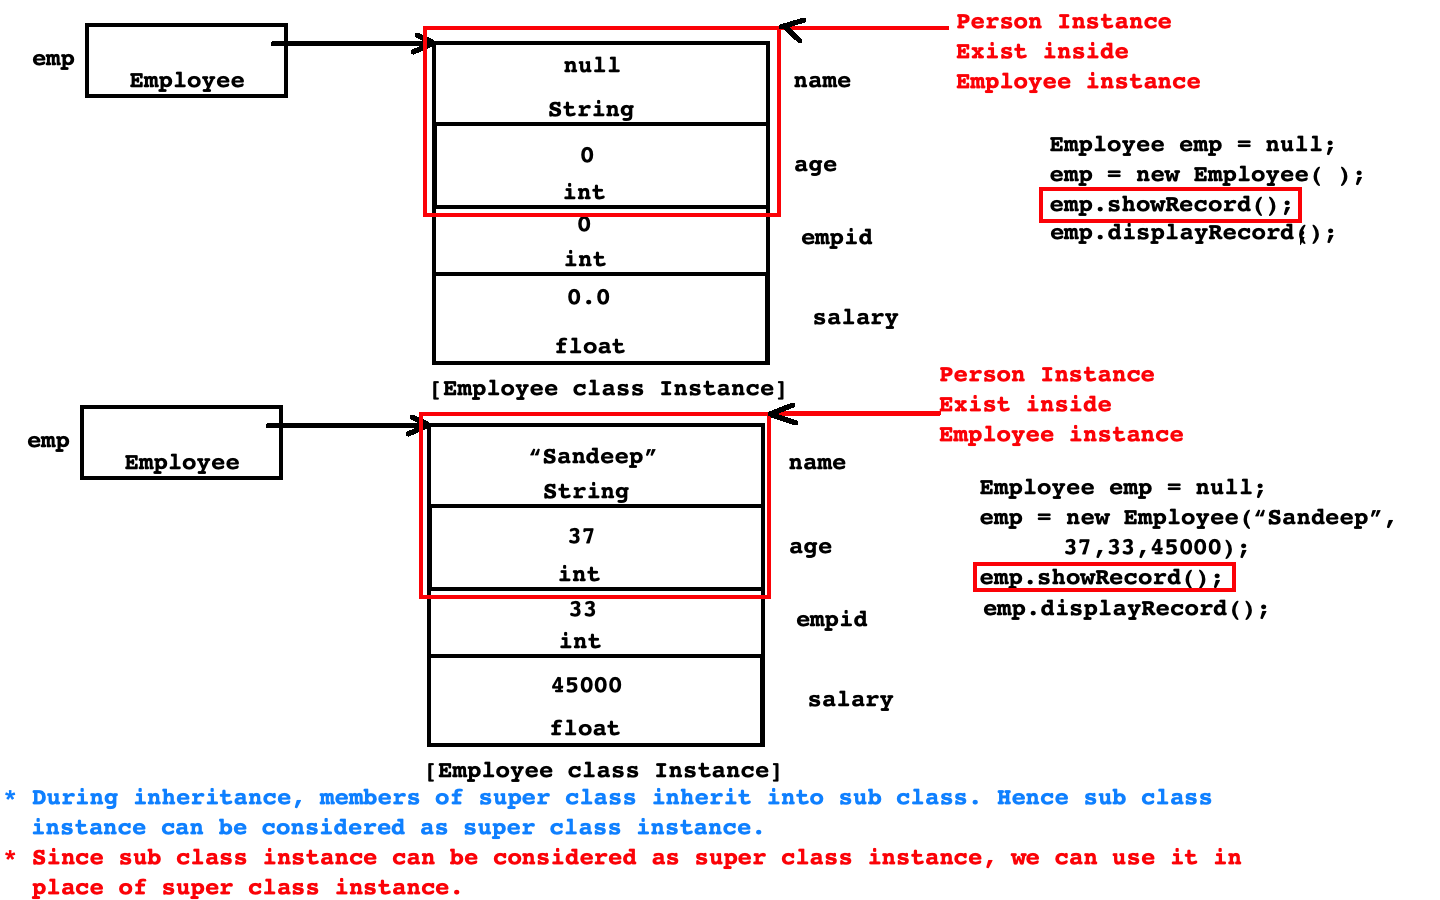 Person Instance
Exist inside
Employee instance
emp
Employee
null
String
name
0
int
age
0
int
empid
0.0
float
salary
[Employee class Instance]
Employee emp = null;
emp = new Employee( );
emp.showRecord();
emp.displayRecord();
Person Instance
Exist inside
Employee instance
emp
Employee
“Sandeep”
String
name
37
int
age
33
int
empid
45000
float
salary
[Employee class Instance]
Employee emp = null;
emp = new Employee(“Sandeep”,
37,33,45000);
emp.showRecord();
emp.displayRecord();
* During inheritance, members of super class inherit into sub class. Hence sub class
instance can be considered as super class instance.
* Since sub class instance can be considered as super class instance, we can use it in
place of super class instance.